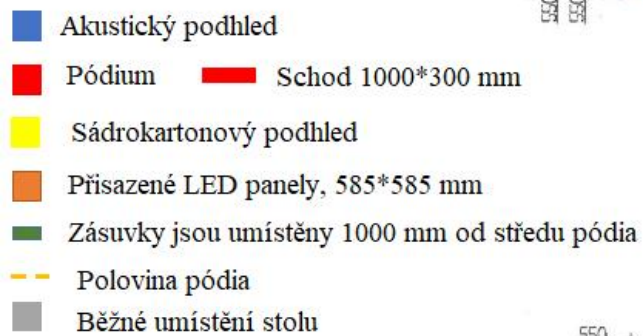 Akustický podhled
Pódium Schod 1000*300 mm
Sádrokartonový podhled
Přisazené LED panely, 585*585 mm
Zásuvky jsou umístěny 1000 mm od středu pódia
Polovina pódia
Běžné umístění stolu